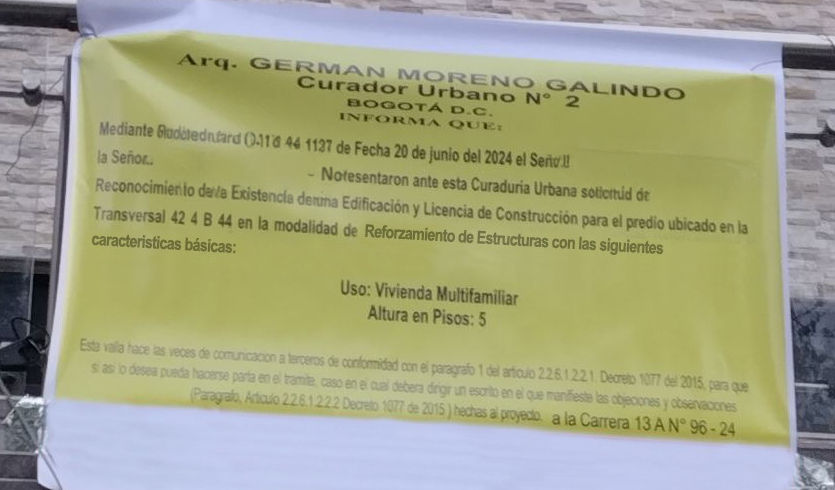 Arq. GERMAN MORENO GALINDO
Curador Urbano N° 2
BOGOTÁ D.C.
INFORMA QUE:
Mediante 1137 de Fecha 20 de junio del 2024 el Señor
la Señor..
- Notesentaron ante esta Curaduria Urbana solicitud de
Reconocimiento de la Existencia Edificación y Licencia de Construcción para el predio ubicado en la
Transversal 42 4 B 44 en la modalidad de Reforzamiento de Estructuras con las siguientes
caracteristicas básicas:
Uso: Vivienda Multifamiliar
Altura en Pisos: 5
Esta valla hace las veces de comunicacion a terceros de conformidad con el paragrafo 1 del articulo 2.2.6.1.2.2.1. Decreto 1077 del 2015, para que
si asi lo desea pueda hacerse parta en el tramite, caso en el cual debera dirigir un escrito en el que manifieste las objeciones y observaciones
(Paragrafo, Articulo 2.2.6.1.2.2.2 Decreto 1077 de 2015 ) hechas al proyecto. a la Carrera 13 A N° 96 - 24